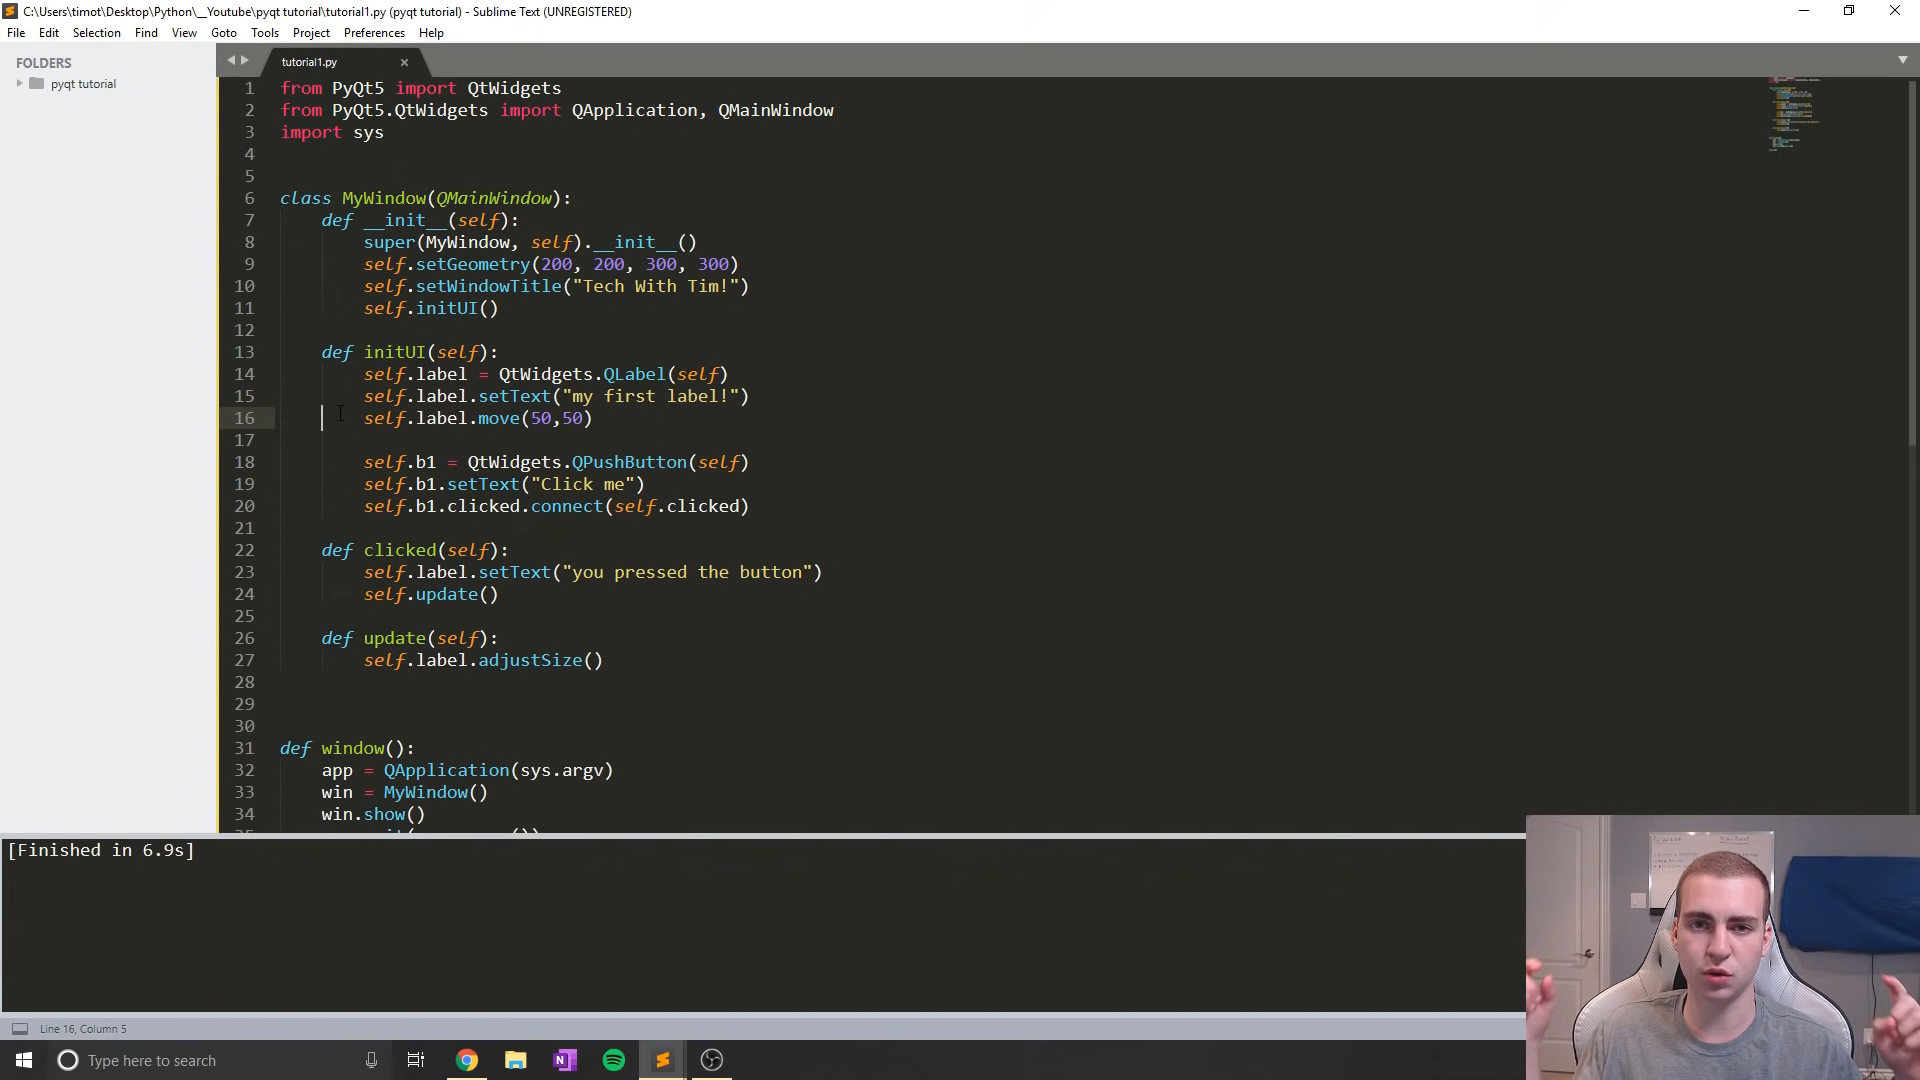 C:\Users\timot\Desktop\Python\__Youtube\pyqt tutorial\tutorial1.py (pyqt tutorial) - Sublime Text (UNREGISTERED)
File Edit Selection Find View Goto Tools Project Preferences Help
FOLDERS
pyqt tutorial
tutorial1.py
1 from PyQt5 import QtWidgets
2 from PyQt5.QtWidgets import QApplication, QMainWindow
3 import sys
4
5
6 class MyWindow(QMainWindow):
7 def __init__(self):
8 super(MyWindow, self).__init__()
9 self.setGeometry(200, 200, 300, 300)
10 self.setWindowTitle("Tech With Tim!")
11 self.initUI()
12
13 def initUI(self):
14 self.label = QtWidgets.QLabel(self)
15 self.label.setText("my first label!")
16 self.label.move(50,50)
17
18 self.b1 = QtWidgets.QPushButton(self)
19 self.b1.setText("Click me")
20 self.b1.clicked.connect(self.clicked)
21
22 def clicked(self):
23 self.label.setText("you pressed the button")
24 self.update()
25
26 def update(self):
27 self.label.adjustSize()
28
29
30
31 def window():
32 app = QApplication(sys.argv)
33 win = MyWindow()
34 win.show()
[Finished in 6.9s]
Line 16, Column 5
Type here to search